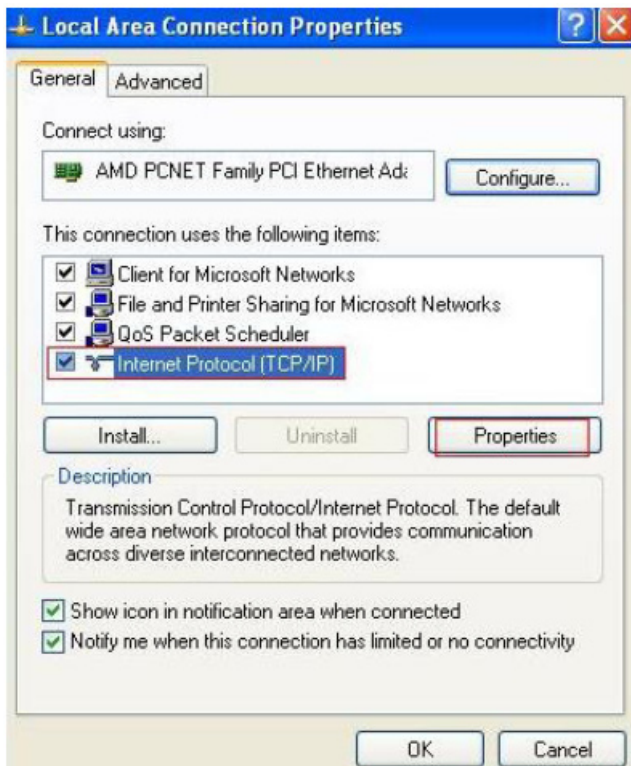 Local Area Connection Properties
General
Advanced
Connect using:
AMD PCNET Family PCI Ethernet Ada
Configure...
This connection uses the following items:
Client for Microsoft Networks
File and Printer Sharing for Microsoft Networks
QoS Packet Scheduler
Internet Protocol (TCP/IP)
Install...
Uninstall
Properties
Description
Transmission Control Protocol/Internet Protocol. The default
wide area network protocol that provides communication
across diverse interconnected networks.
Show icon in notification area when connected
Notify me when this connection has limited or no connectivity
OK
Cancel